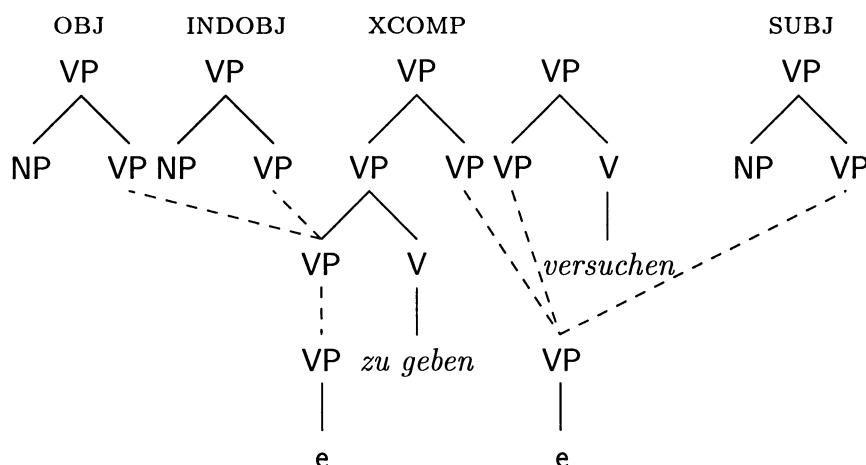 OBJ INDOBJ XCOMP SUBJ
VP VP VP VP VP
NP VP NP VP VP VP VP V NP VP
VP V versuchen
VP zu geben VP
e e